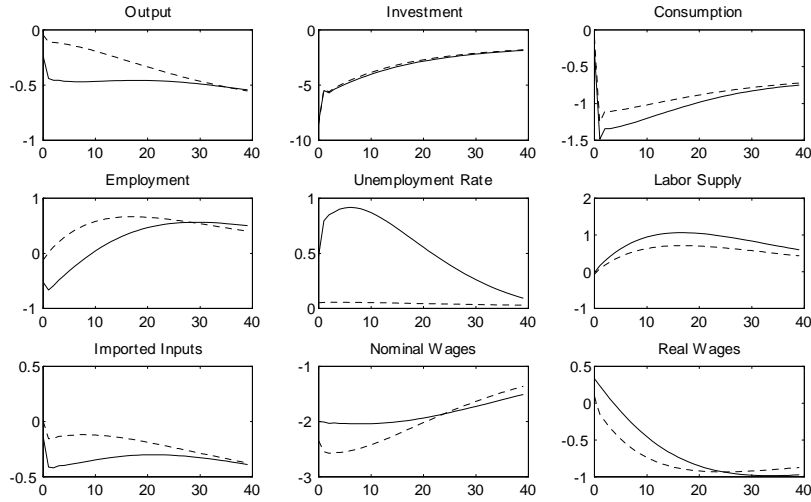 Output Investment Consumption
0 0 0
-0.5 -5 -0.5
-1
-1 -10 -1.5
0 10 20 30 40 0 10 20 30 40 0 10 20 30 40
Employment Unemployment Rate Labor Supply
1 1 2
0 0.5 1
0
-1 0 -1
0 10 20 30 40 0 10 20 30 40 0 10 20 30 40
Imported Inputs Nominal Wages Real Wages
0.5 -1 0.5
0 -2 0
-0.5
-0.5 -3 -1
0 10 20 30 40 0 10 20 30 40 0 10 20 30 40